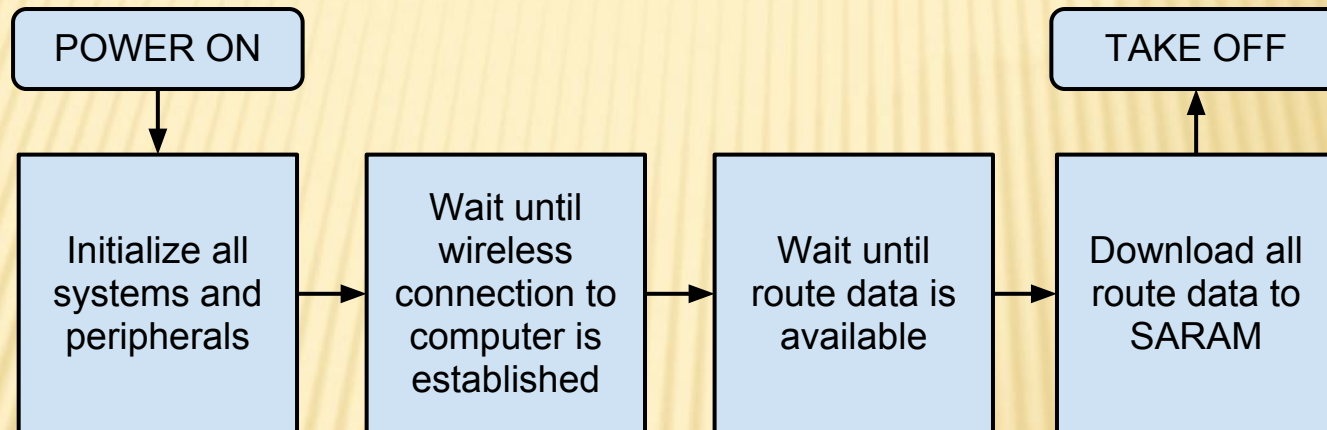 POWER ON
TAKE OFF
Initialize all
systems and
peripherals
Wait until
wireless
connection to
computer is
established
Wait until
route data is
available
Download all
route data to
SARAM